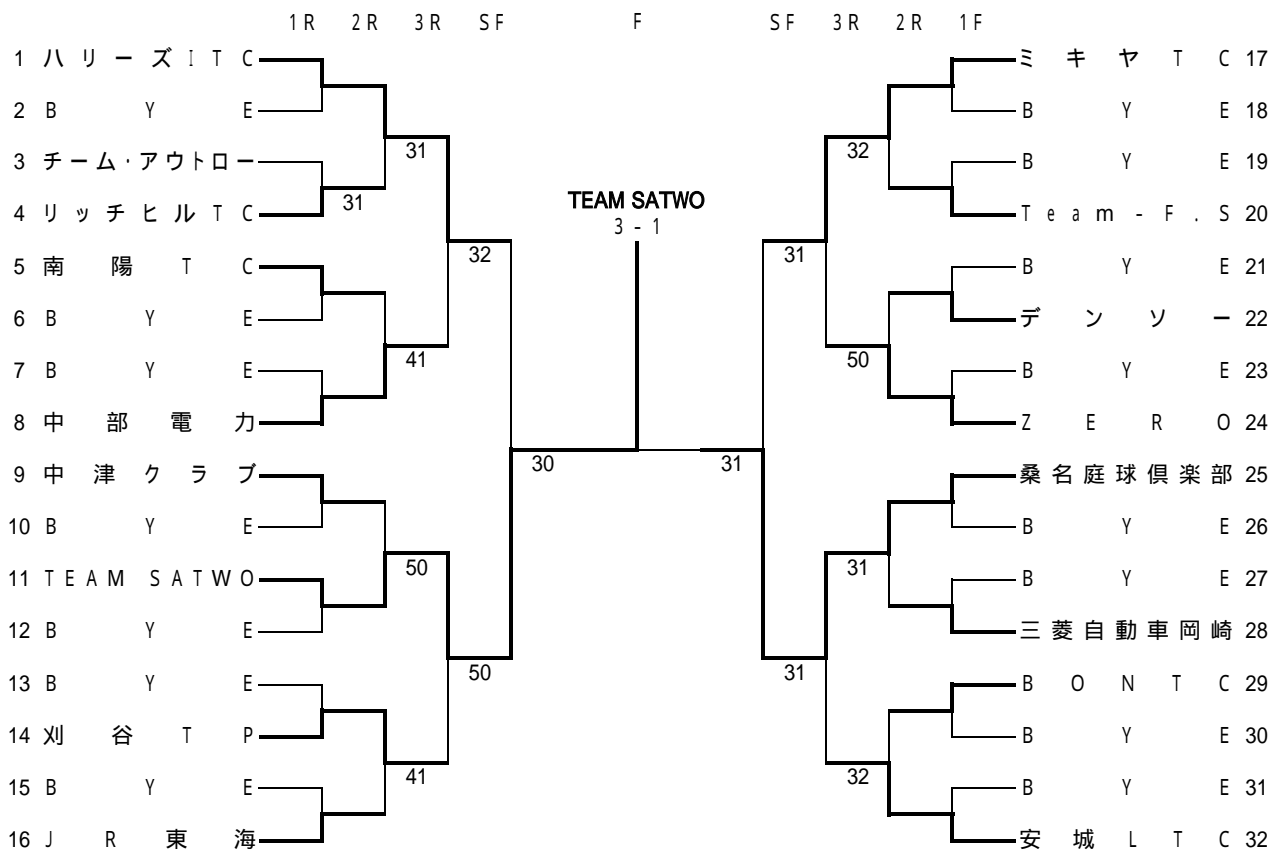 1R 2R 3R SF F SF 3R 2R 1F
1 ハリーズITC ミキヤTC 17
2 BYE BYE 18
31 32
3 チーム・アウトロー BYE 19
31 TEAM SATWO
4 リッチヒルTC Team-F.S 20
3-1
32 31
5 南陽TC BYE 21
6 BYE デンソー 22
41 50
7 BYE BYE 23
8 中部電力 ZERO 24
30 31
9 中津クラブ 桑名庭球倶楽部 25
10 BYE BYE 26
50 31
11 TEAM SATWO BYE 27
12 BYE 三菱自動車岡崎 28
50 31
13 BYE BONTC 29
14 刈谷TP BYE 30
41 32
15 BYE BYE 31
16 JR東海 安城LTC 32